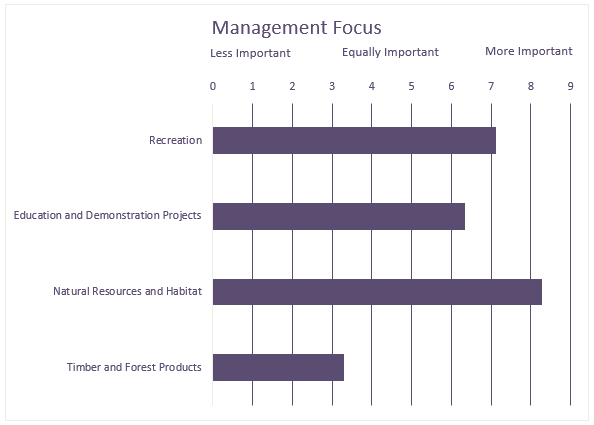 Management Focus
Less Important Equally Important More Important
0 1 2 3 4 5 6 7 8 9
Recreation
Education and Demonstration Projects
Natural Resources and Habitat
Timber and Forest Products